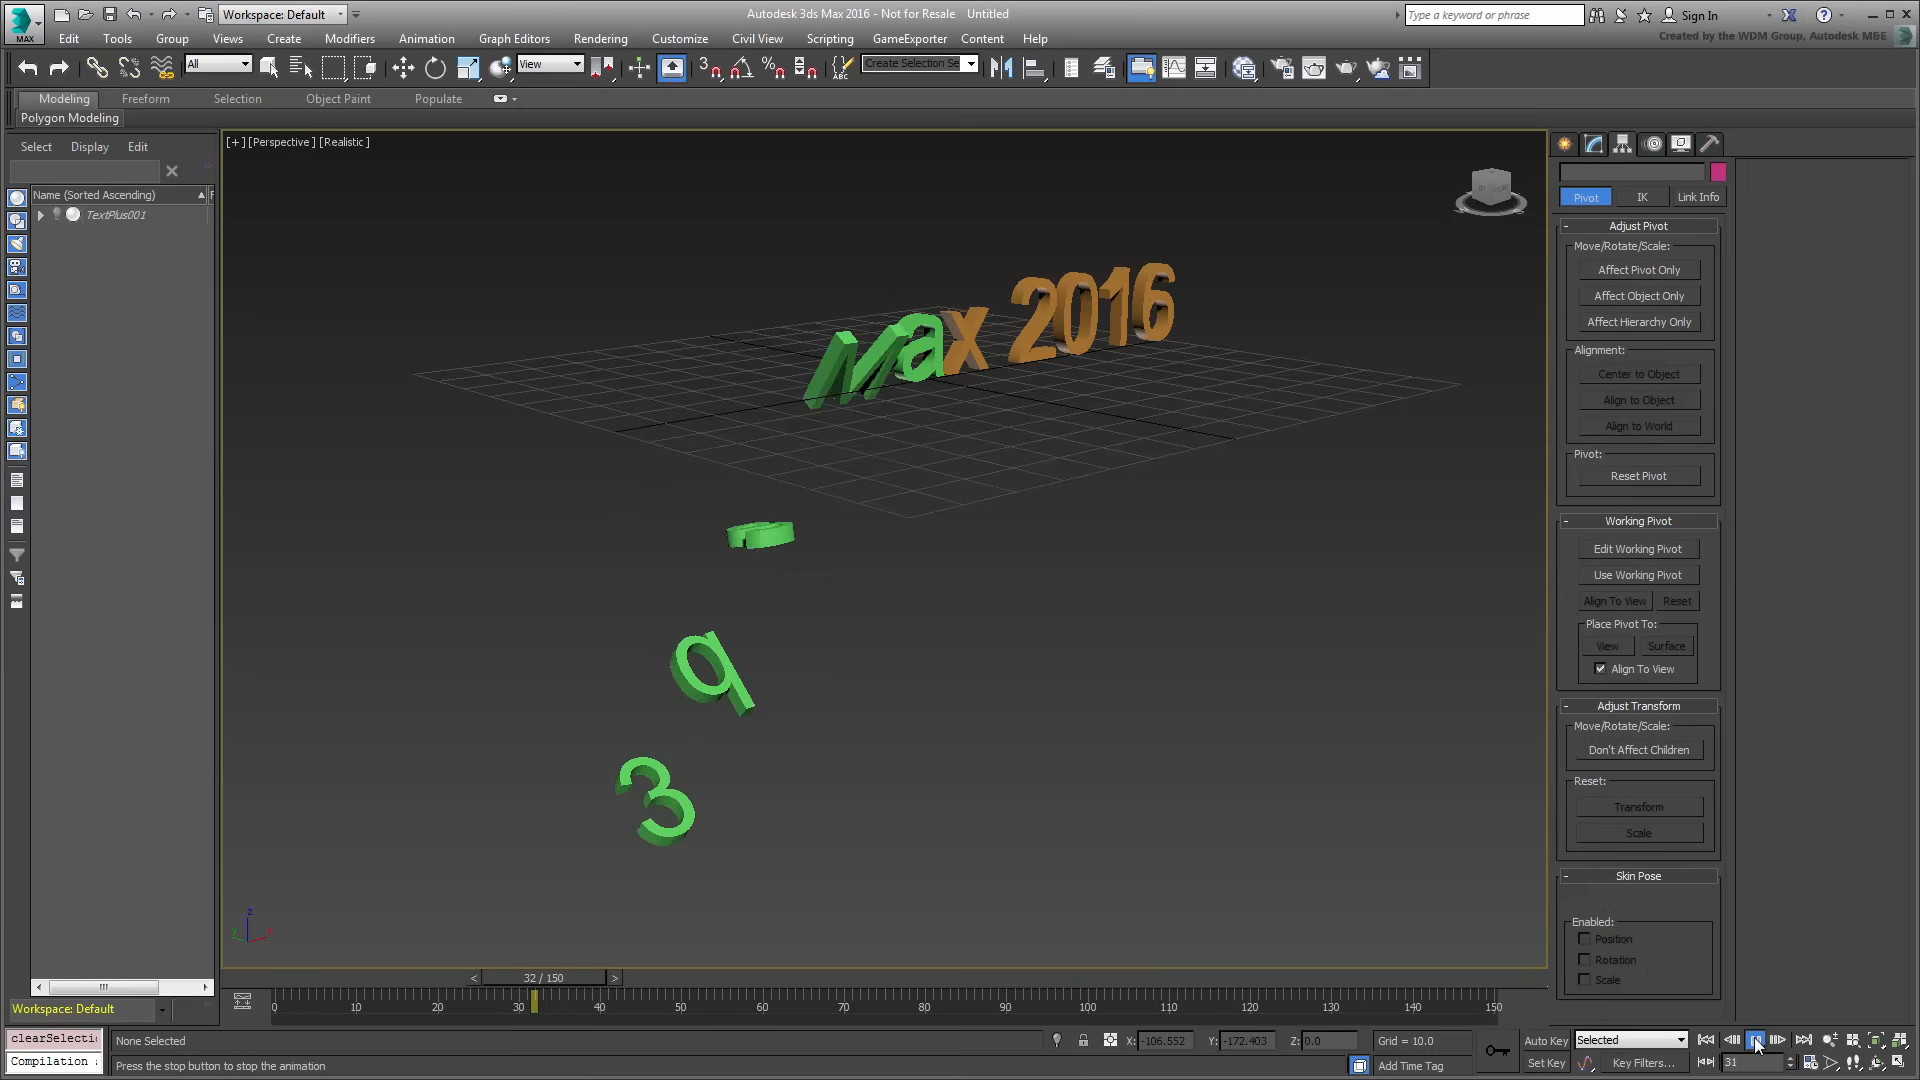 Workspace: Default
Autodesk 3ds Max 2016 - Not for Resale Untitled
Type a keyword or phrase
Sign In
MAX
Edit Tools Group Views Create Modifiers Animation Graph Editors Rendering Customize Civil View Scripting GameExporter Content Help
Created by the WDM Group, Autodesk M&E
All
View
3
ABC
Create Selection Se
Modeling Freeform Selection Object Paint Populate
Polygon Modeling
Select Display Edit
Name (Sorted Ascending)
TextPlus001
[+] [Perspective] [Realistic]
Max 2016
a
q
3
z
y x
Pivot IK Link Info
- Adjust Pivot
Move/Rotate/Scale:
Affect Pivot Only
Affect Object Only
Affect Hierarchy Only
Alignment:
Center to Object
Align to Object
Align to World
Pivot:
Reset Pivot
- Working Pivot
Edit Working Pivot
Use Working Pivot
Align To View Reset
Place Pivot To:
View Surface
Align To View
- Adjust Transform
Move/Rotate/Scale:
Don't Affect Children
Reset:
Transform
Scale
- Skin Pose
Enabled:
Position
Rotation
Scale
< 32 / 150 >
0 10 20 30 40 50 60 70 80 90 100 110 120 130 140 150
Workspace: Default
clearSelecti
Compilation
None Selected
X: -106.552 Y: -172.403 Z: 0.0
Grid = 10.0
Auto Key
Selected
Press the stop button to stop the animation
Add Time Tag
Set Key
Key Filters...
31